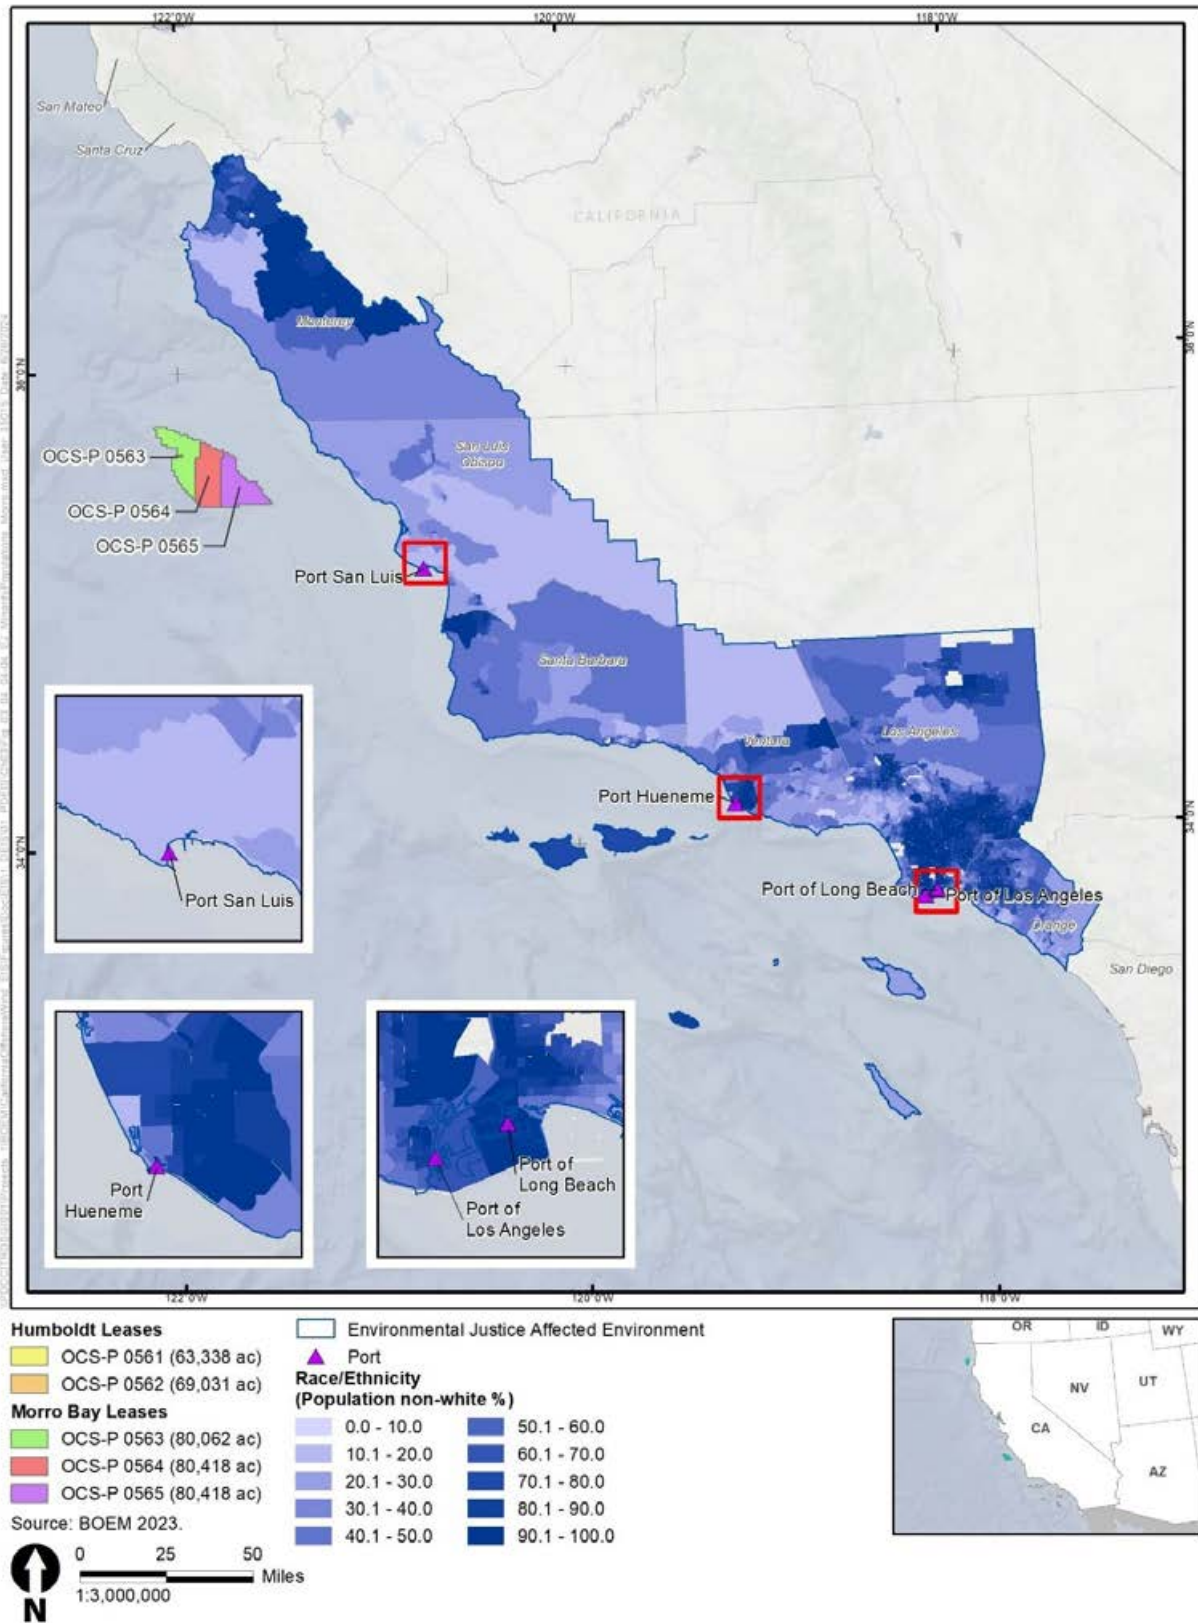 122°0'W 120°0'W 118°0'W
San Mateo
Santa Cruz
CALIFORNIA
Monterey
36°0'N 36°0'N
OCS-P 0563
San Luis
Obispo
OCS-P 0564
OCS-P 0565
Port San Luis
Santa Barbara
Ventura
Los Angeles
Port Hueneme
34°0'N 34°0'N
Port of Long Beach
Port of Los Angeles
Port San Luis
Orange
San Diego
Port of
Long Beach
Port
Hueneme
Port of
Los Angeles
122°0'W 120°0'W 118°0'W
Humboldt Leases
OCS-P 0561 (63,338 ac)
OCS-P 0562 (69,031 ac)
Morro Bay Leases
OCS-P 0563 (80,062 ac)
OCS-P 0564 (80,418 ac)
OCS-P 0565 (80,418 ac)
Source: BOEM 2023.
0 25 50
Miles
1:3,000,000
N
Environmental Justice Affected Environment
Port
Race/Ethnicity
(Population non-white %)
0.0 - 10.0
10.1 - 20.0
20.1 - 30.0
30.1 - 40.0
40.1 - 50.0
50.1 - 60.0
60.1 - 70.0
70.1 - 80.0
80.1 - 90.0
90.1 - 100.0
OR ID WY
NV UT
CA
AZ